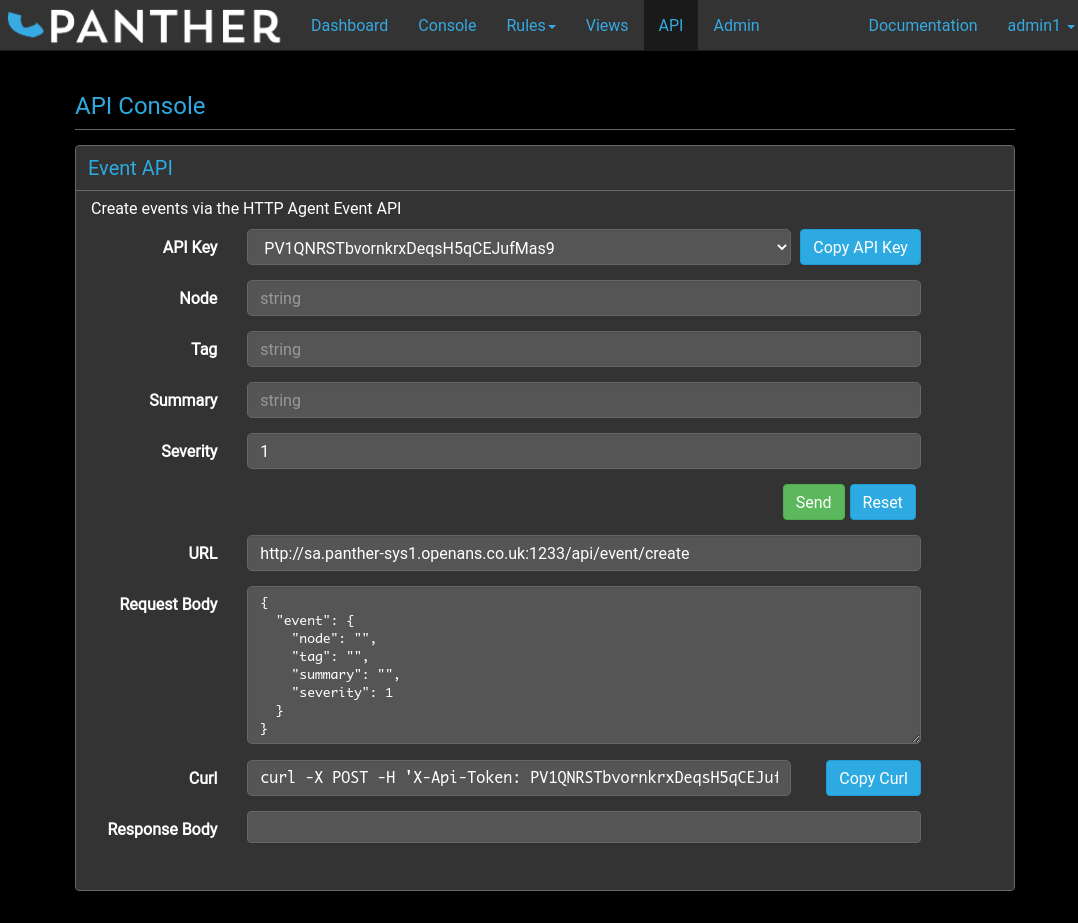 PANTHER Dashboard Console Rules Views API Admin Documentation admin1
API Console
Event API
Create events via the HTTP Agent Event API
API Key PV1QNRSTbvornkrxDeqsH5qCEJufMas9 Copy API Key
Node string
Tag string
Summary string
Severity 1
Send Reset
URL http://sa.panther-sys1.openans.co.uk:1233/api/event/create
Request Body {
"event": {
"node": "",
"tag": "",
"summary": "",
"severity": 1
}
}
Curl curl -X POST -H 'X-Api-Token: PV1QNRSTbvornkrxDeqsH5qCEJuf Copy Curl
Response Body